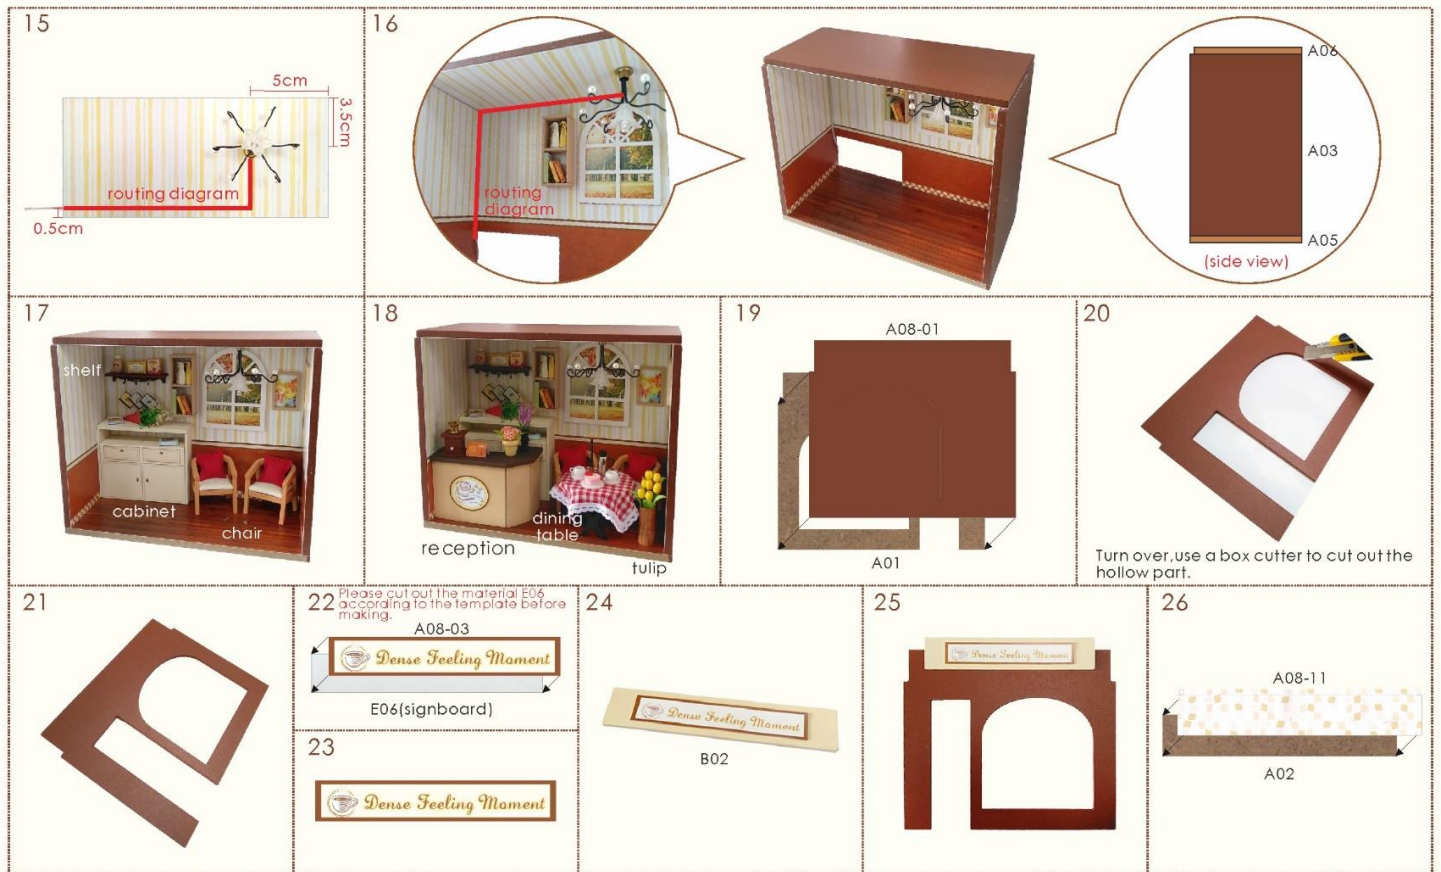 15
5cm
3.5cm
routing diagram
0.5cm
16
routing
diagram
A06
A03
A05
(side view)
17
shelf
cabinet
chair
18
reception
dining
table
tulip
19
A08-01
A01
20
Turn over,use a box cutter to cut out the
hollow part.
21
22
Please cut out the material E06
according to the template before
making.
A08-03
Dense Feeling Moment
E06(signboard)
23
Dense Feeling Moment
24
Dense Feeling Moment
B02
25
Dense Feeling Moment
26
A08-11
A02